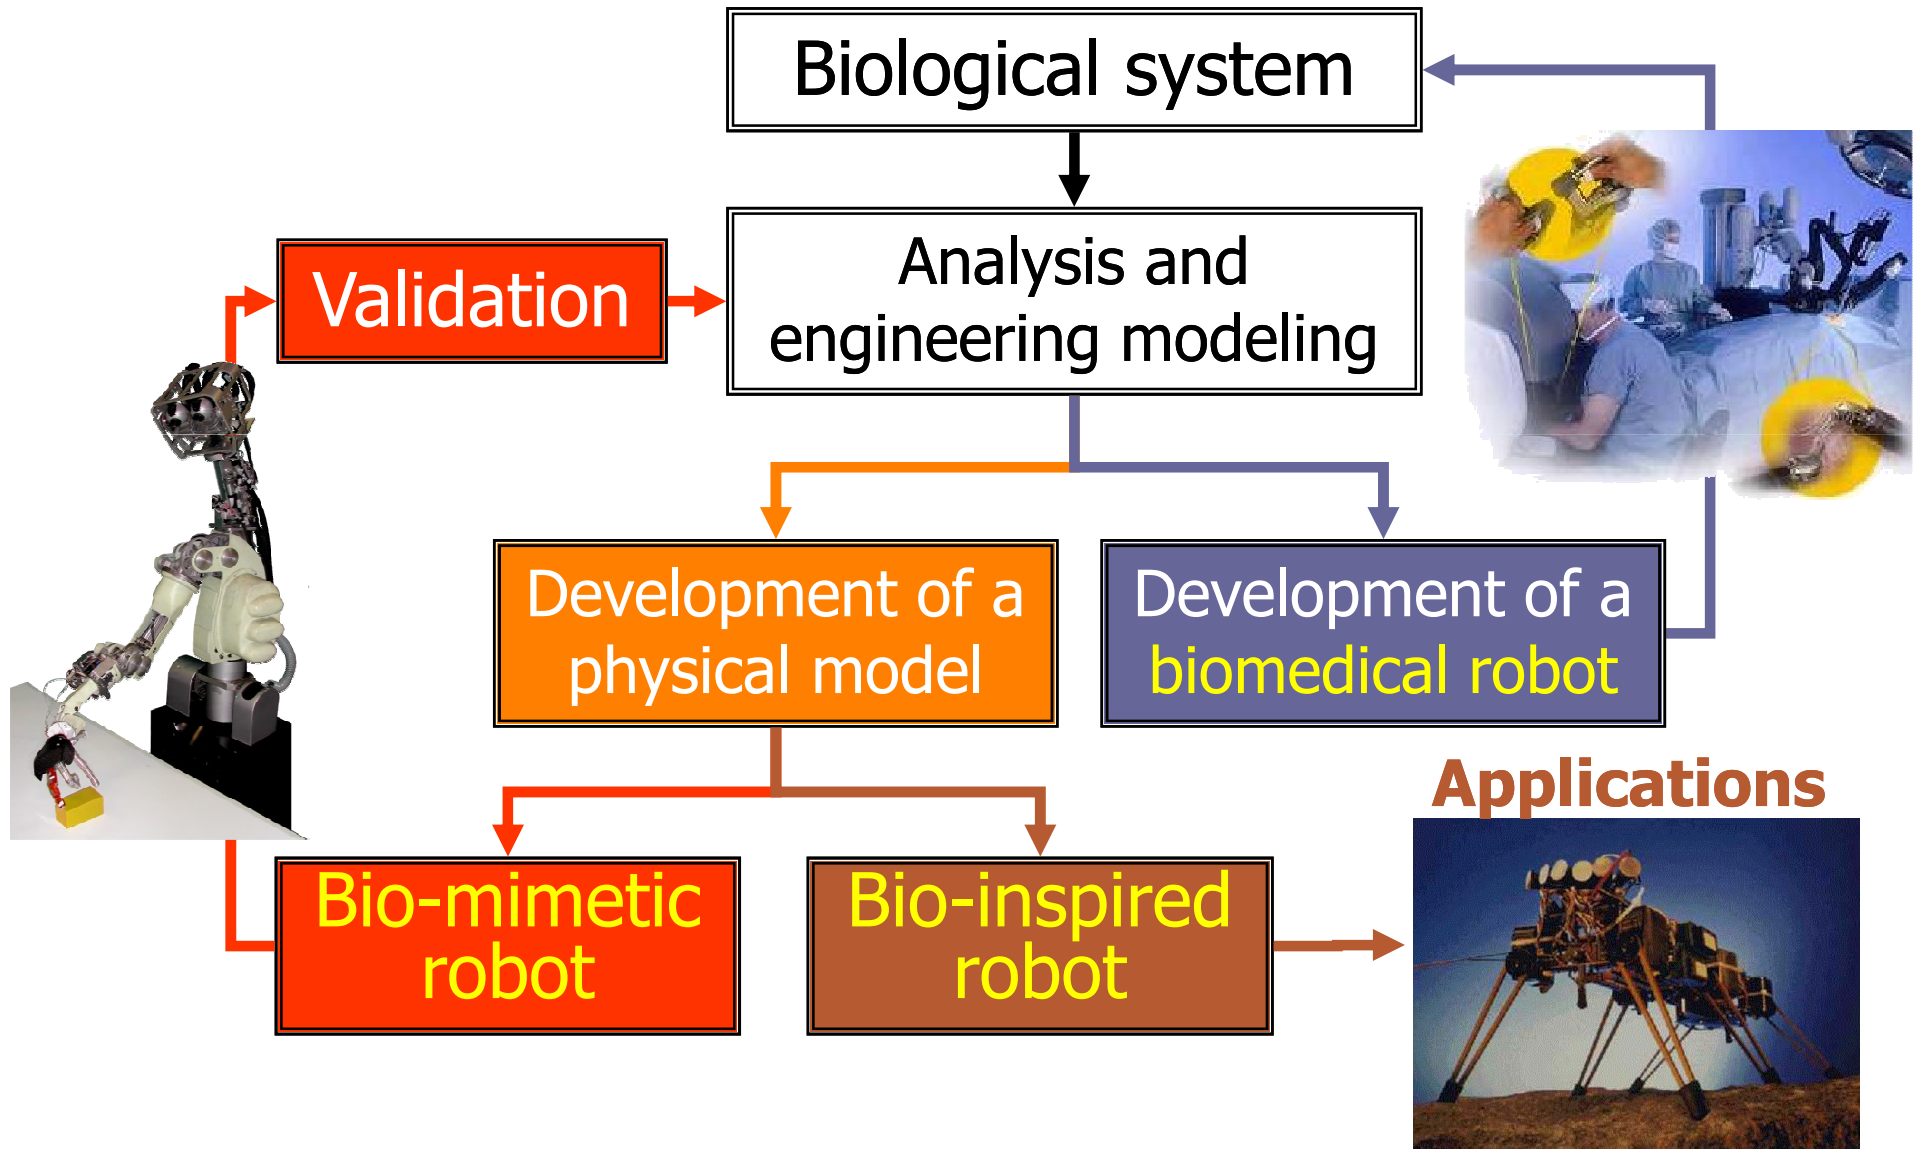 Biological system
Validation
Analysis and
engineering modeling
Development of a
physical model
Development of a
biomedical robot
Applications
Bio-mimetic
robot
Bio-inspired
robot